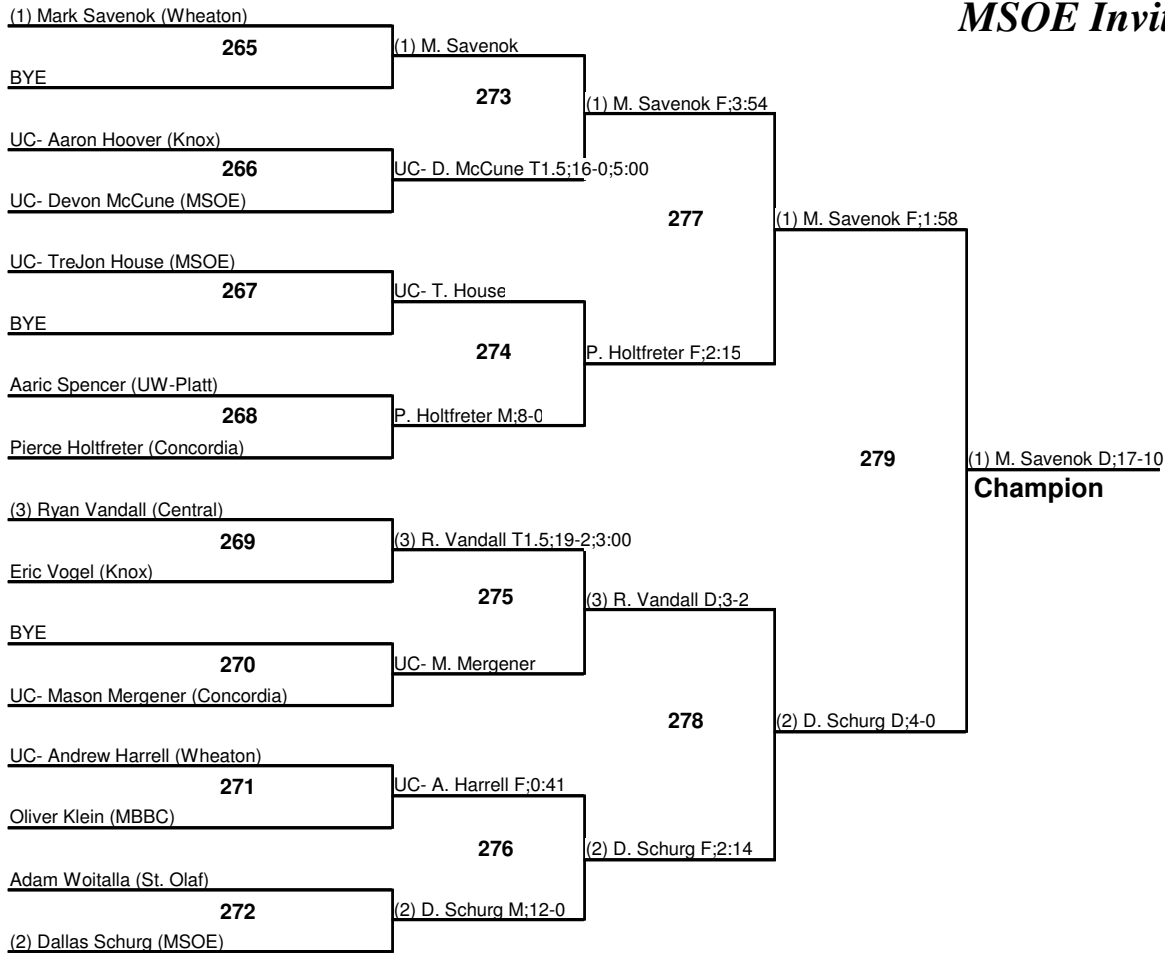 MSOE Invit
(1) Mark Savenok (Wheaton)
265
BYE
(1) M. Savenok
273
UC- Aaron Hoover (Knox)
266
UC- Devon McCune (MSOE)
UC- D. McCune T1.5;16-0;5:00
(1) M. Savenok F;3:54
277
UC- TreJon House (MSOE)
267
BYE
UC- T. House
274
Aaric Spencer (UW-Platt)
268
Pierce Holtfreter (Concordia)
P. Holtfreter M;8-0
P. Holtfreter F;2:15
(1) M. Savenok F;1:58
279
(1) M. Savenok D;17-10
Champion
(3) Ryan Vandall (Central)
269
Eric Vogel (Knox)
(3) R. Vandall T1.5;19-2;3:00
275
BYE
270
UC- Mason Mergener (Concordia)
UC- M. Mergener
(3) R. Vandall D;3-2
278
(2) D. Schurg D;4-0
UC- Andrew Harrell (Wheaton)
271
Oliver Klein (MBBC)
UC- A. Harrell F;0:41
276
(2) D. Schurg F;2:14
Adam Woitalla (St. Olaf)
272
(2) Dallas Schurg (MSOE)
(2) D. Schurg M;12-0